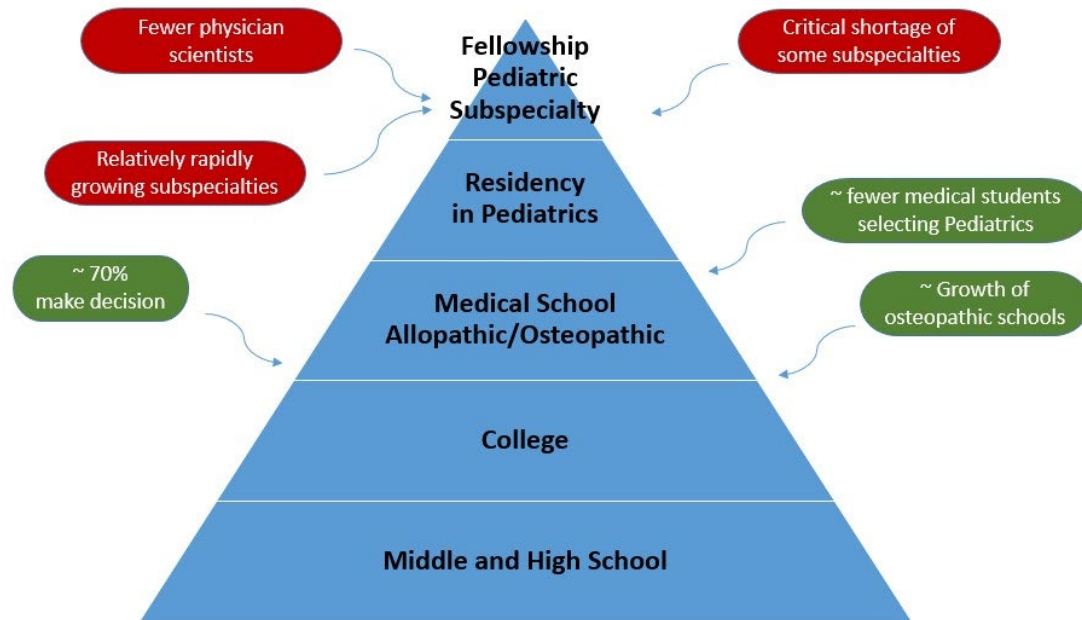 Fewer physician
scientists
Critical shortage of
some subspecialties
Fellowship
Pediatric
Subspecialty
Relatively rapidly
growing subspecialties
Residency
in Pediatrics
~ fewer medical students
selecting Pediatrics
~ 70%
make decision
Medical School
Allopathic/Osteopathic
~ Growth of
osteopathic schools
College
Middle and High School